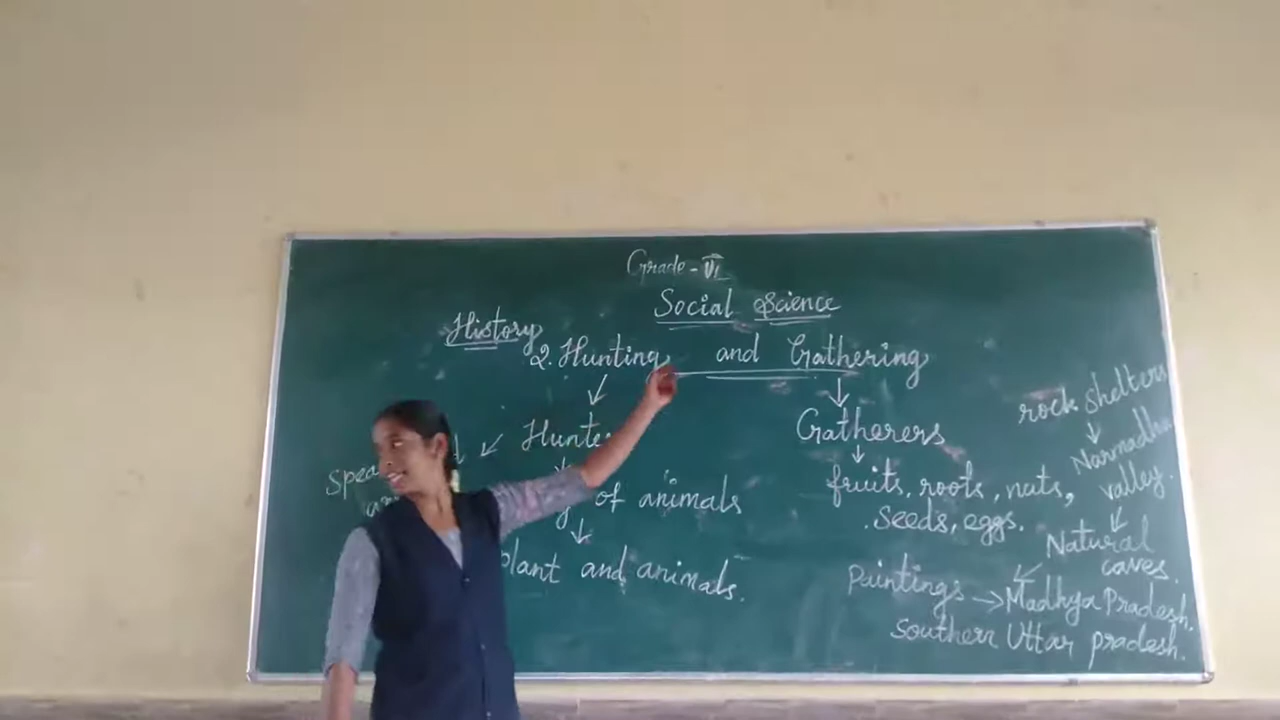 Grade - VI
Social Science
History
2. Hunting and Gathering
Gatherers
fruits, roots, nuts,
seeds, eggs.
of animals
plant and animals.
rock shelters
Narmadha
valley.
Natural
caves.
Paintings → Madhya Pradesh.
Southern Uttar pradesh.